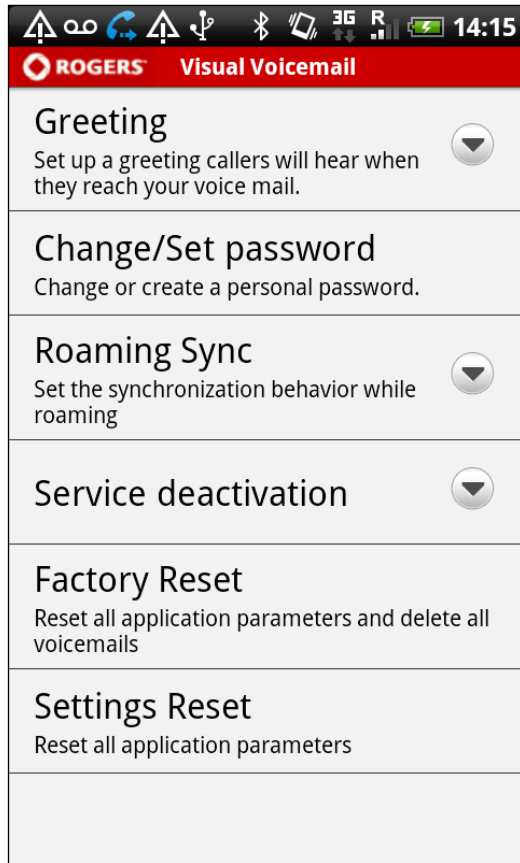 3G R 14:15
ROGERS Visual Voicemail
Greeting
Set up a greeting callers will hear when
they reach your voice mail.
Change/Set password
Change or create a personal password.
Roaming Sync
Set the synchronization behavior while
roaming
Service deactivation
Factory Reset
Reset all application parameters and delete all
voicemails
Settings Reset
Reset all application parameters